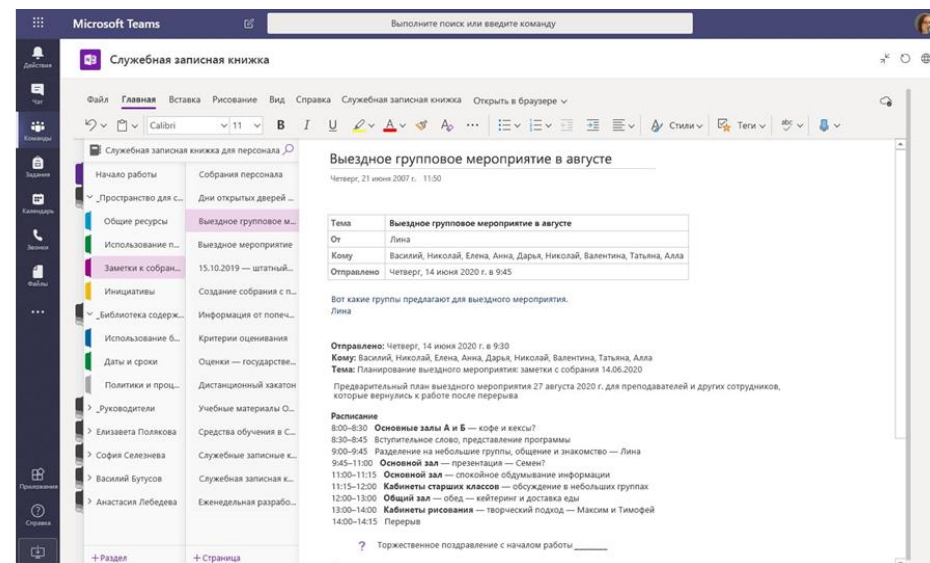 Microsoft Teams
Выполните поиск или введите команду
Действия
Чат
Команды
Задания
Календарь
Звонки
Файлы
Приложения
Справка
Служебная записная книжка
Файл Главная Вставка Рисование Вид Справка Служебная записная книжка Открыть в браузере
Calibri 11 B I U Стили Теги abc
Служебная записная книжка для персонала
Начало работы
_Пространство для с...
Общие ресурсы
Использование п...
Заметки к собран...
Инициативы
_Библиотека содерж...
Использование б...
Даты и сроки
Политики и проц...
_Руководители
Елизавета Полякова
София Селезнева
Василий Бутусов
Анастасия Лебедева
+Раздел
Собрания персонала
Дни открытых дверей ...
Выездное групповое м...
Выездное мероприятие
15.10.2019 — штатный...
Создание собрания с п...
Информация от попеч...
Критерии оценивания
Оценки — государстве...
Дистанционный хакатон
Учебные материалы О...
Средства обучения в С...
Служебные записные к...
Служебная записная к...
Еженедельная разрабо...
+Страница
Выездное групповое мероприятие в августе
Четверг, 21 июня 2007 г. 11:50
Тема Выездное групповое мероприятие в августе
От Лина
Кому Василий, Николай, Елена, Анна, Дарья, Николай, Валентина, Татьяна, Алла
Отправлено Четверг, 14 июня 2020 г. в 9:45
Вот какие группы предлагают для выездного мероприятия.
Лина
Отправлено: Четверг, 14 июня 2020 г. в 9:30
Кому: Василий, Николай, Елена, Анна, Дарья, Николай, Валентина, Татьяна, Алла
Тема: Планирование выездного мероприятия: заметки с собрания 14.06.2020
Предварительный план выездного мероприятия 27 августа 2020 г. для преподавателей и других сотрудников,
которые вернулись к работе после перерыва
Расписание
8:00–8:30 Основные залы А и Б — кофе и кексы?
8:30–8:45 Вступительное слово, представление программы
9:00–9:45 Разделение на небольшие группы, общение и знакомство — Лина
9:45–11:00 Основной зал — презентация — Семен?
11:00–11:15 Основной зал — спокойное обдумывание информации
11:15–12:00 Кабинеты старших классов — обсуждение в небольших группах
12:00–13:00 Общий зал — обед — кейтеринг и доставка еды
13:00–14:00 Кабинеты рисования — творческий подход — Максим и Тимофей
14:00–14:15 Перерыв
? Торжественное поздравление с началом работы ______